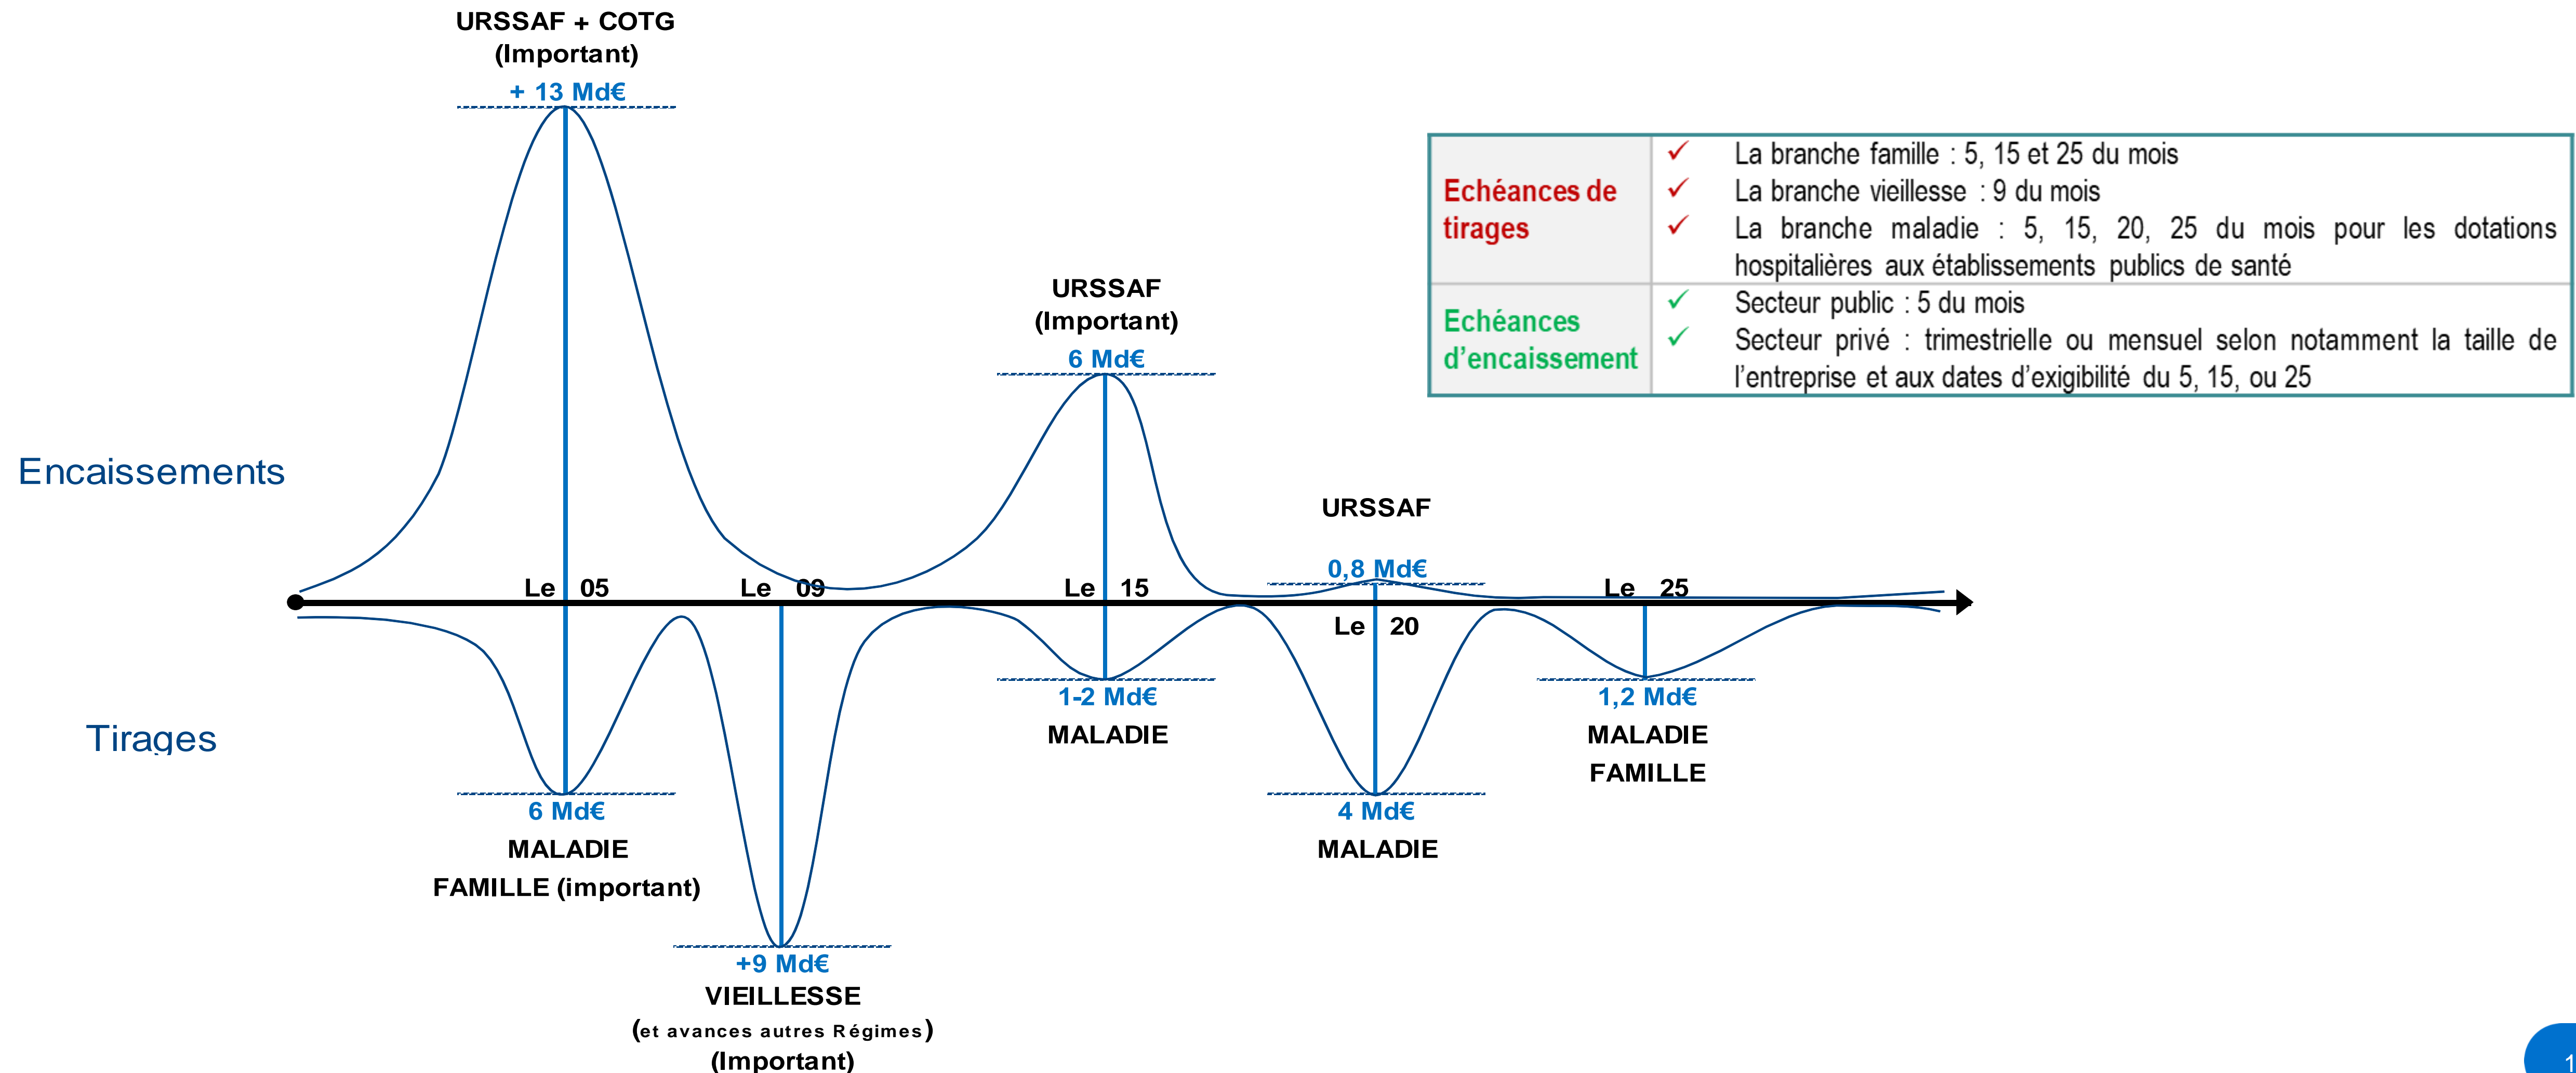 URSSAF + COTG
(Important)
+ 13 Md€
Echéances de
tirages
✓ La branche famille : 5, 15 et 25 du mois
✓ La branche vieillesse : 9 du mois
✓ La branche maladie : 5, 15, 20, 25 du mois pour les dotations
hospitalières aux établissements publics de santé
Echéances
d’encaissement
✓ Secteur public : 5 du mois
✓ Secteur privé : trimestrielle ou mensuel selon notamment la taille de
l’entreprise et aux dates d’exigibilité du 5, 15, ou 25
URSSAF
(Important)
6 Md€
Encaissements
URSSAF
0,8 Md€
Le 05
Le 09
Le 15
Le 25
Le 20
Tirages
6 Md€
MALADIE
FAMILLE (important)
+9 Md€
VIEILLESSE
(et avances autres Régimes)
(Important)
1-2 Md€
MALADIE
4 Md€
MALADIE
1,2 Md€
MALADIE
FAMILLE